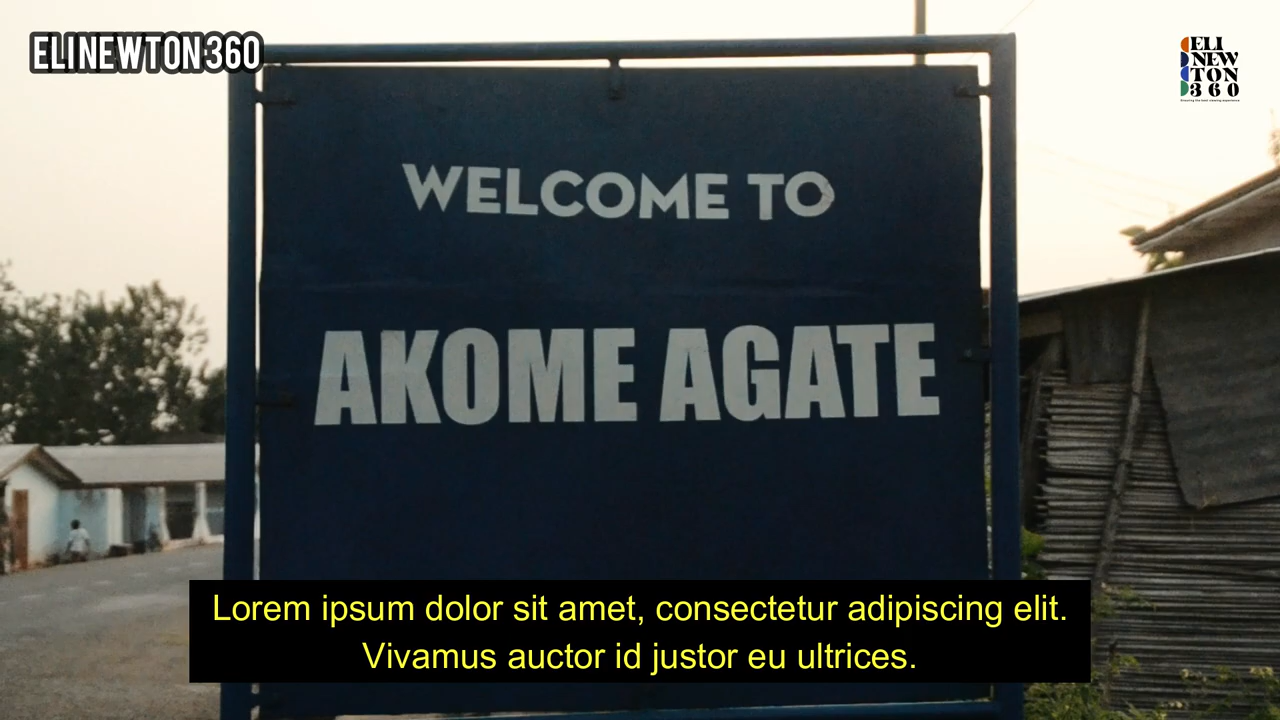 ELINEWTON360
ELI
NEW
TON
360
WELCOME TO
AKOME AGATE
Lorem ipsum dolor sit amet, consectetur adipiscing elit.
Vivamus auctor id justor eu ultrices.